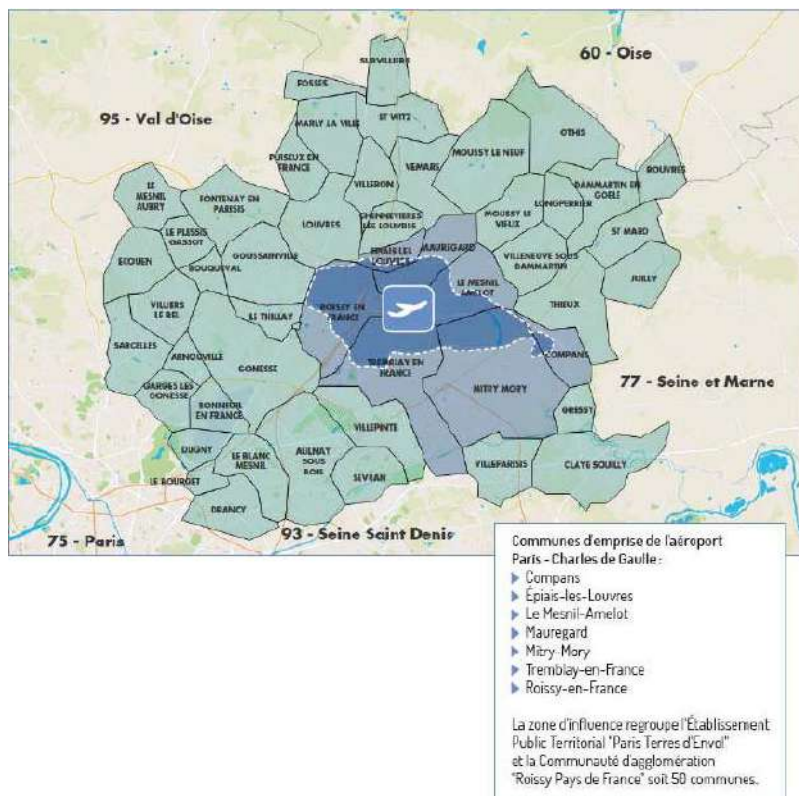 60 - Oise
SURVILLIERS
FOSSES
95 - Val d'Oise
MARLY LA VILLE
ST WITZ
OTHIS
PUISEUX EN
FRANCE
VEMARS
MOUSSY LE NEUF
ROUVRES
LE
MESNIL
AUBRY
FONTENAY EN
PARISIS
VILLERON
DAMMARTIN EN
GOELE
LONGPERRIER
LE PLESSIS
GASSOT
LOUVRES
CHENNEVIERES
LES LOUVRES
MOUSSY LE
VIEUX
ST MARD
ECOUEN
BOUQUEVAL
GOUSSAINVILLE
EPIAIS LES
LOUVRES
MAUREGARD
VILLENEUVE SOUS
DAMMARTIN
JUILLY
VILLIERS
LE BEL
LE THILLAY
ROISSY EN
FRANCE
LE MESNIL
AMELOT
THIEUX
SARCELLES
ARNOUVILLE
GONESSE
TREMBLAY EN
FRANCE
COMPANS
GARGES LES
GONESSE
MITRY MORY
77 - Seine et Marne
BONNEUIL
EN FRANCE
GRESSY
VILLEPINTE
DUGNY
LE BLANC
MESNIL
AULNAY
SOUS
BOIS
SEVRAN
VILLEPARISIS
CLAYE SOUILLY
LE BOURGET
DRANCY
75 - Paris
93 - Seine Saint Denis
Communes d'emprise de l'aéroport
Paris - Charles de Gaulle :
Compans
Épiais-les-Louvres
Le Mesnil-Amelot
Mauregard
Mitry-Mory
Tremblay-en-France
Roissy-en-France
La zone d'influence regroupe l'Établissement
Public Territorial "Paris Terres d'Envol"
et la Communauté d'agglomération
"Roissy Pays de France" soit 50 communes.